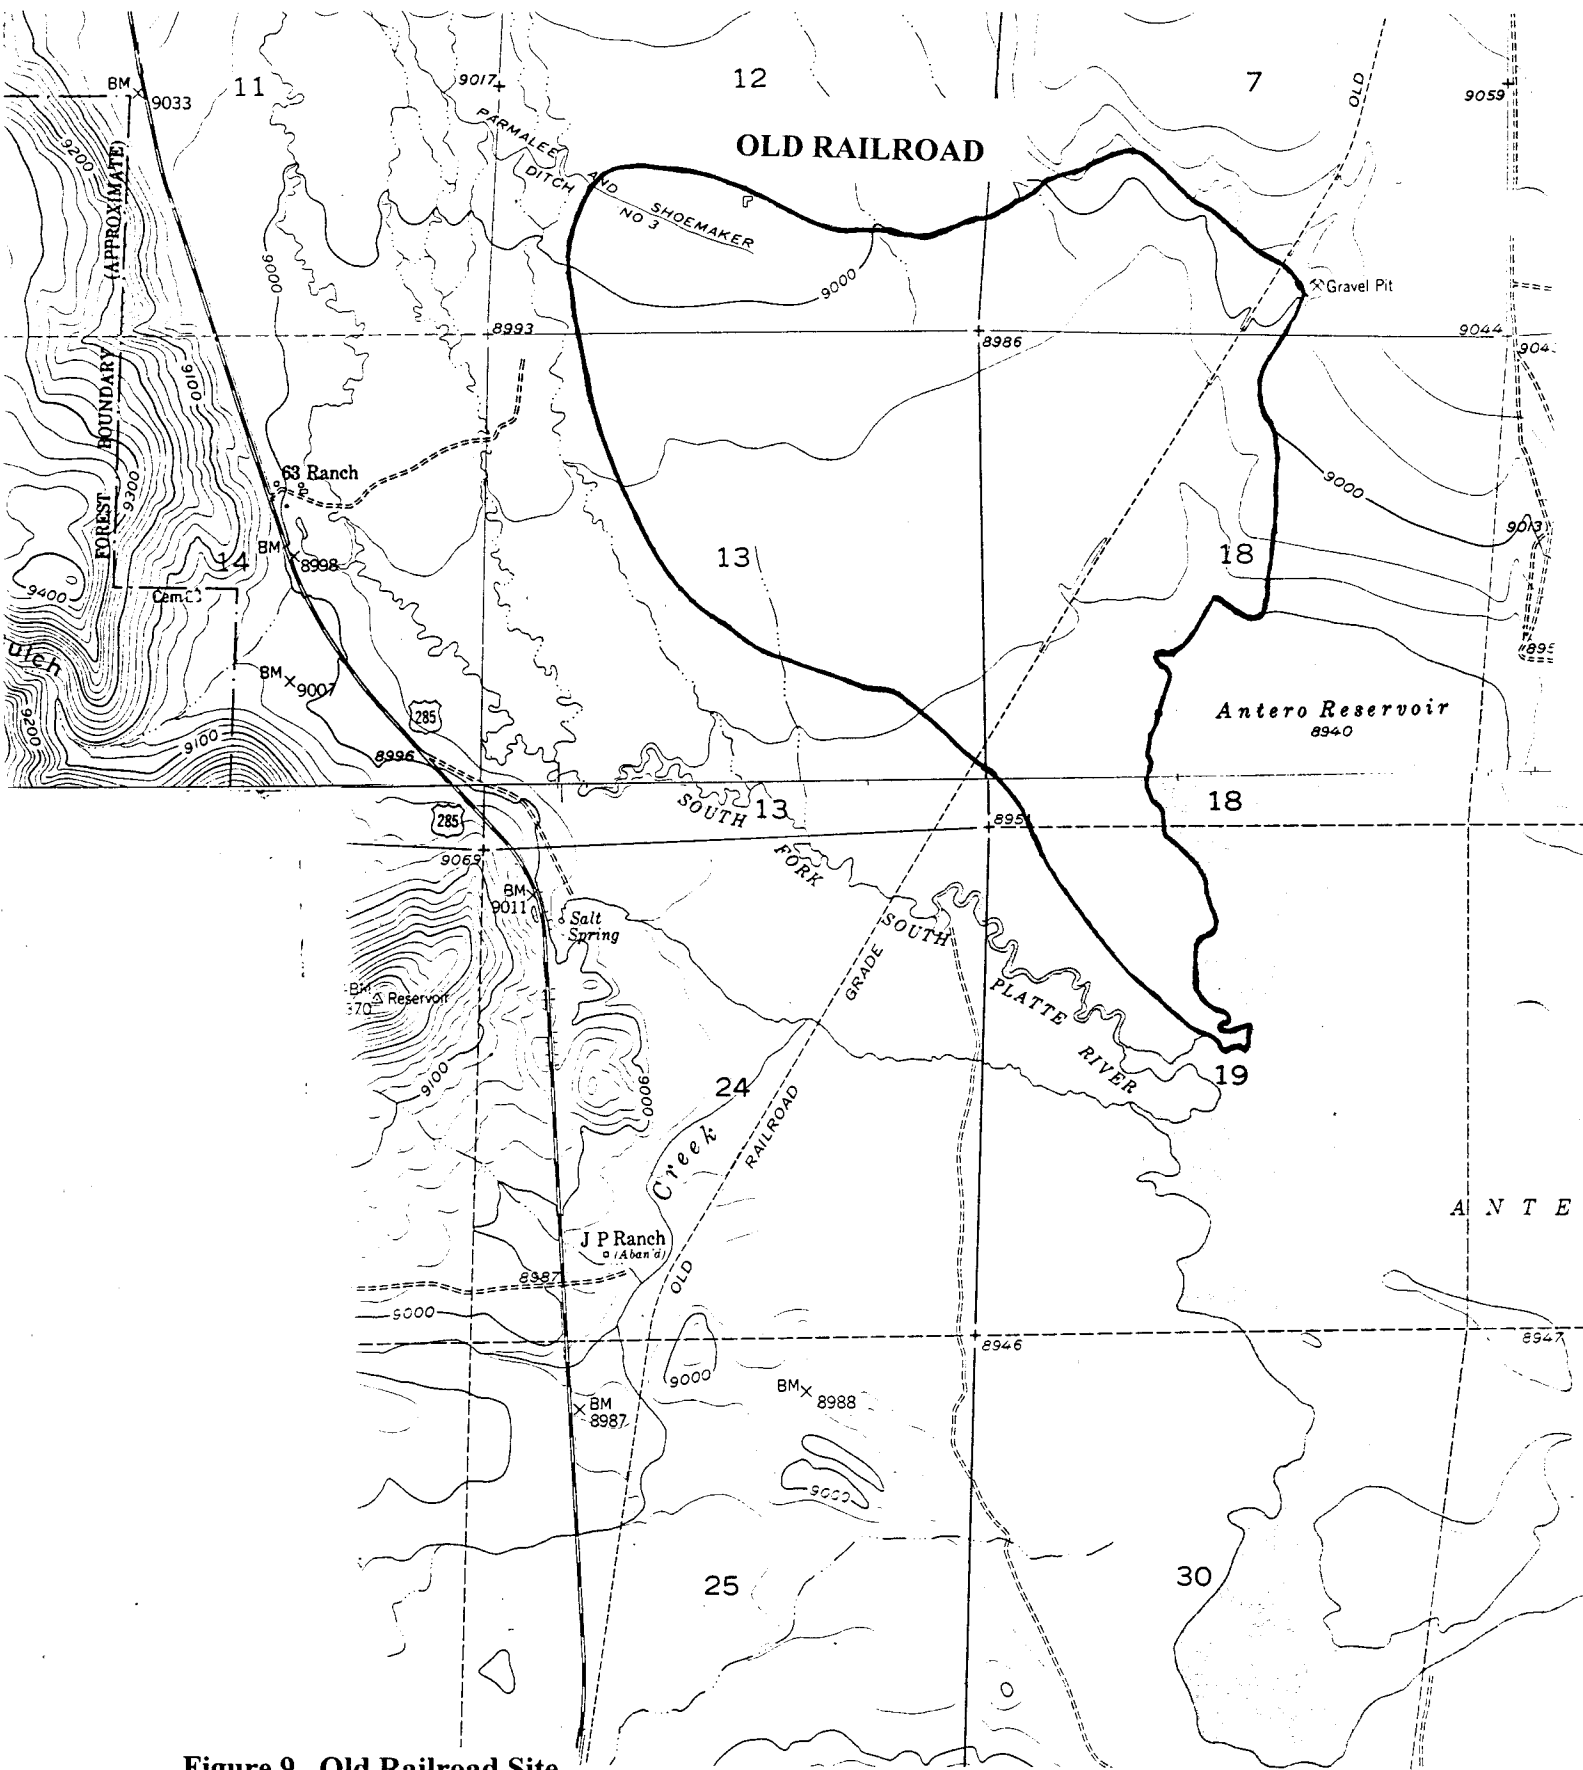 11
9017
12
7
OLD
9059
BM
9033
PARMALEE
AND
DITCH
SHOEMAKER
NO 3
OLD RAILROAD
9200
(APPROXIMATE)
9000
9000
Gravel Pit
8993
8986
9044
9100
BOUNDARY
63 Ranch
9300
9000
FOREST
9013
14
BM
8998
13
18
9400
Cem
ulch
BM
9007
285
9200
9100
8996
Antero Reservoir
8940
SOUTH
13
18
285
9069
FORK
BM
9011
Salt
Spring
SOUTH
GRADE
Reservoir
PLATTE
RIVER
9100
9000
24
19
RAILROAD
Creek
ANTE
J P Ranch
(Aban'd)
8987
OLD
9000
8946
8947
9000
BM
8988
BM
8987
9000
25
30
Figure 9. Old Railroad Site